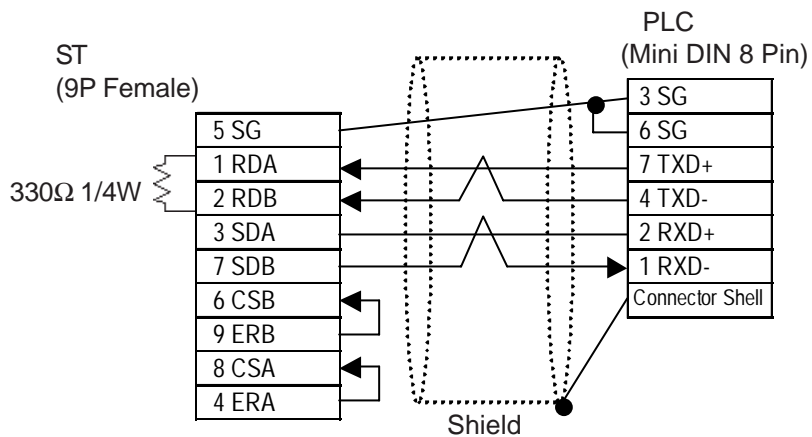 PLC
(Mini DIN 8 Pin)
ST
(9P Female)
3 SG
6 SG
7 TXD+
4 TXD-
2 RXD+
1 RXD-
Connector Shell
5 SG
1 RDA
2 RDB
3 SDA
7 SDB
6 CSB
9 ERB
8 CSA
4 ERA
330Ω 1/4W
Shield